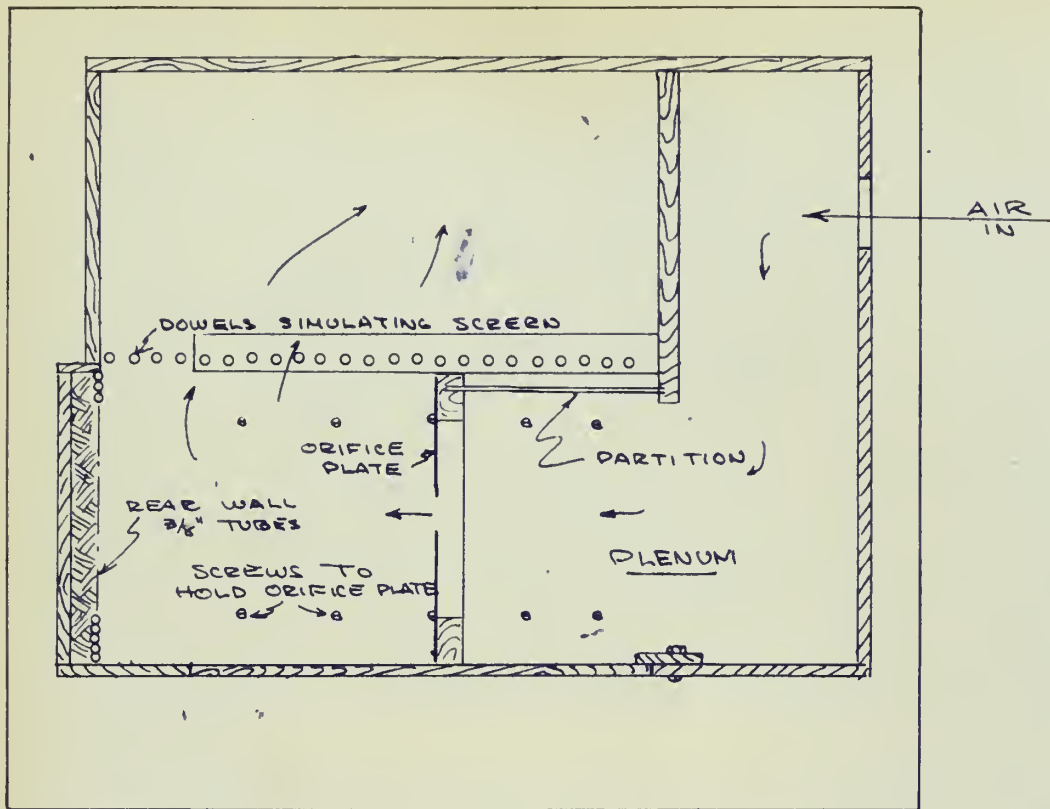 AIR
IN
DOWELS SIMULATING SCREEN
ORIFICE
PLATE
PARTITION
REAR WALL
3/8" TUBES
PLENUM
SCREWS TO
HOLD ORIFICE PLATE